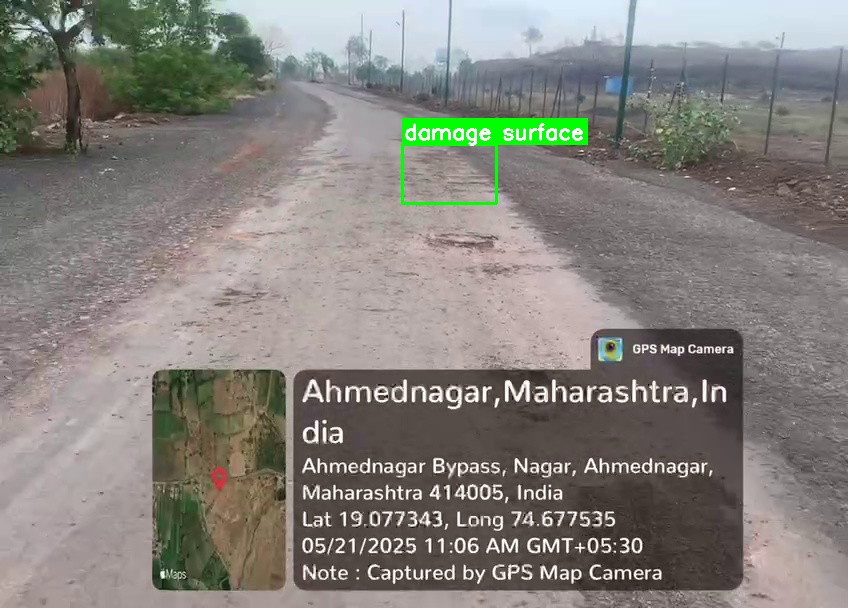 damage surface
GPS Map Camera
Ahmednagar,Maharashtra,In
dia
Ahmednagar Bypass, Nagar, Ahmednagar,
Maharashtra 414005, India
Lat 19.077343, Long 74.677535
05/21/2025 11:06 AM GMT+05:30
Note : Captured by GPS Map Camera
Maps